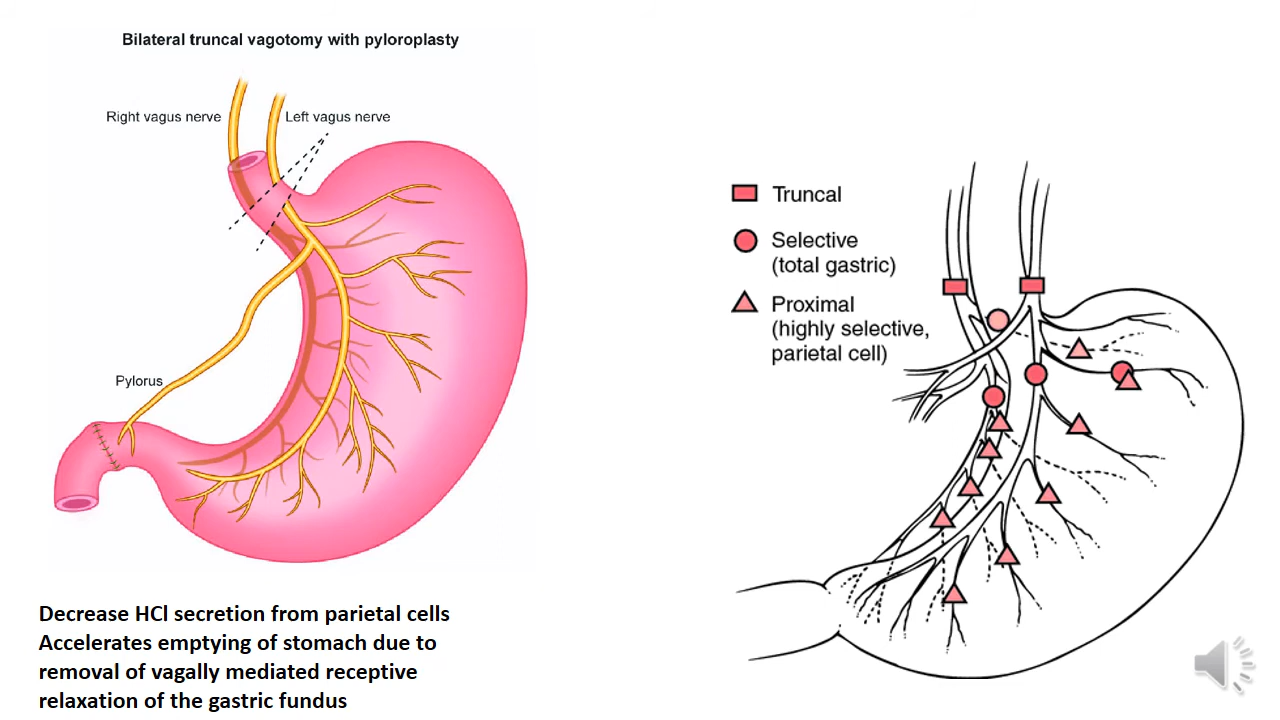 Bilateral truncal vagotomy with pyloroplasty
Right vagus nerve
Left vagus nerve
Pylorus
Decrease HCl secretion from parietal cells
Accelerates emptying of stomach due to
removal of vagally mediated receptive
relaxation of the gastric fundus
Truncal
Selective
(total gastric)
Proximal
(highly selective,
parietal cell)